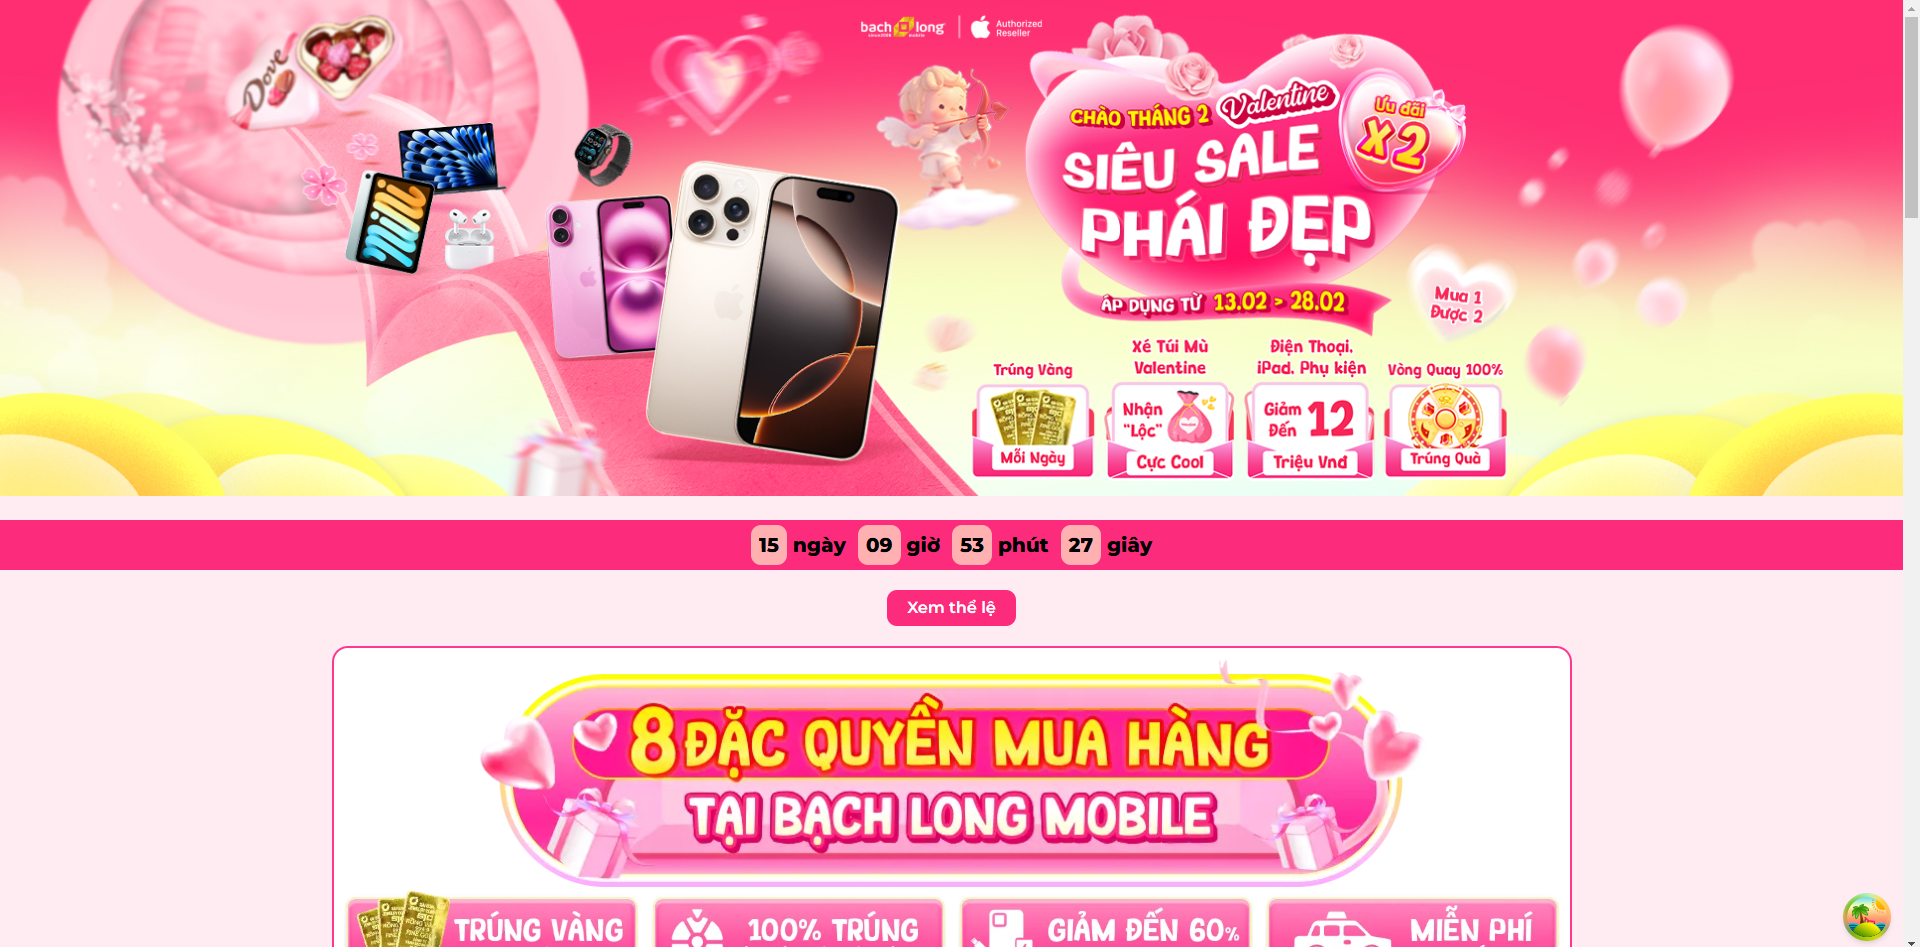 bach long
since2004 mobile
Authorized
Reseller
Dove
CHÀO THÁNG 2
Valentine
Ưu đãi
X2
SIÊU SALE
PHÁI ĐẸP
ÁP DỤNG TỪ 13.02 > 28.02
Mua 1
Được 2
Trúng Vàng
Mỗi Ngày
Xé Túi Mù
Valentine
Nhận
"Lộc"
Cực Cool
Điện Thoại,
iPad, Phụ kiện
Giảm
Đến 12
Triệu Vnđ
Vòng Quay 100%
Trúng Quà
15 ngày 09 giờ 53 phút 27 giây
Xem thể lệ
8 ĐẶC QUYỀN MUA HÀNG
TẠI BẠCH LONG MOBILE
TRÚNG VÀNG
100% TRÚNG
GIẢM ĐẾN 60%
MIỄN PHÍ